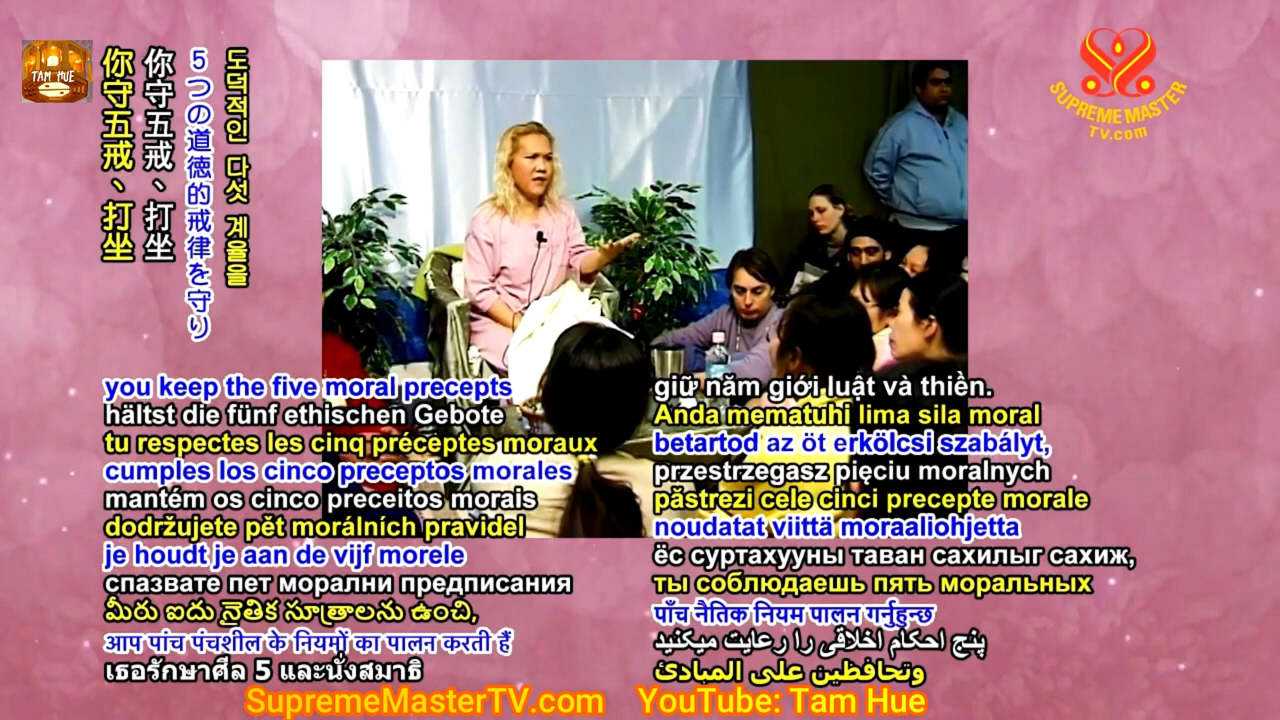 TAM HUE
你守五戒、打坐
你守五戒、打坐
5つの道徳的戒律を守り
도덕적인 다섯 계율을
SUPREME MASTER
TV.com
you keep the five moral precepts
hältst die fünf ethischen Gebote
tu respectes les cinq préceptes moraux
cumples los cinco preceptos morales
mantém os cinco preceitos morais
dodržujete pět morálních pravidel
je houdt je aan de vijf morele
спазвате пет морални предписания
మీరు ఐదు నైతిక సూత్రాలను ఉంచి,
आप पांच पंचशील के नियमों का पालन करती हैं
เธอรักษาศีล 5 และนั่งสมาธิ
giữ năm giới luật và thiền.
Anda mematuhi lima sila moral
betartod az öt erkölcsi szabályt,
przestrzegasz pięciu moralnych
păstrezi cele cinci precepte morale
noudatat viittä moraaliohjetta
ёс суртахууны таван сахилыг сахиж,
ты соблюдаешь пять моральных
पाँच नैतिक नियम पालन गर्नुहुन्छ
پنج احکام اخلاقی را رعایت میکنید
وتحافظين على المبادئ
SupremeMasterTV.com YouTube: Tam Hue